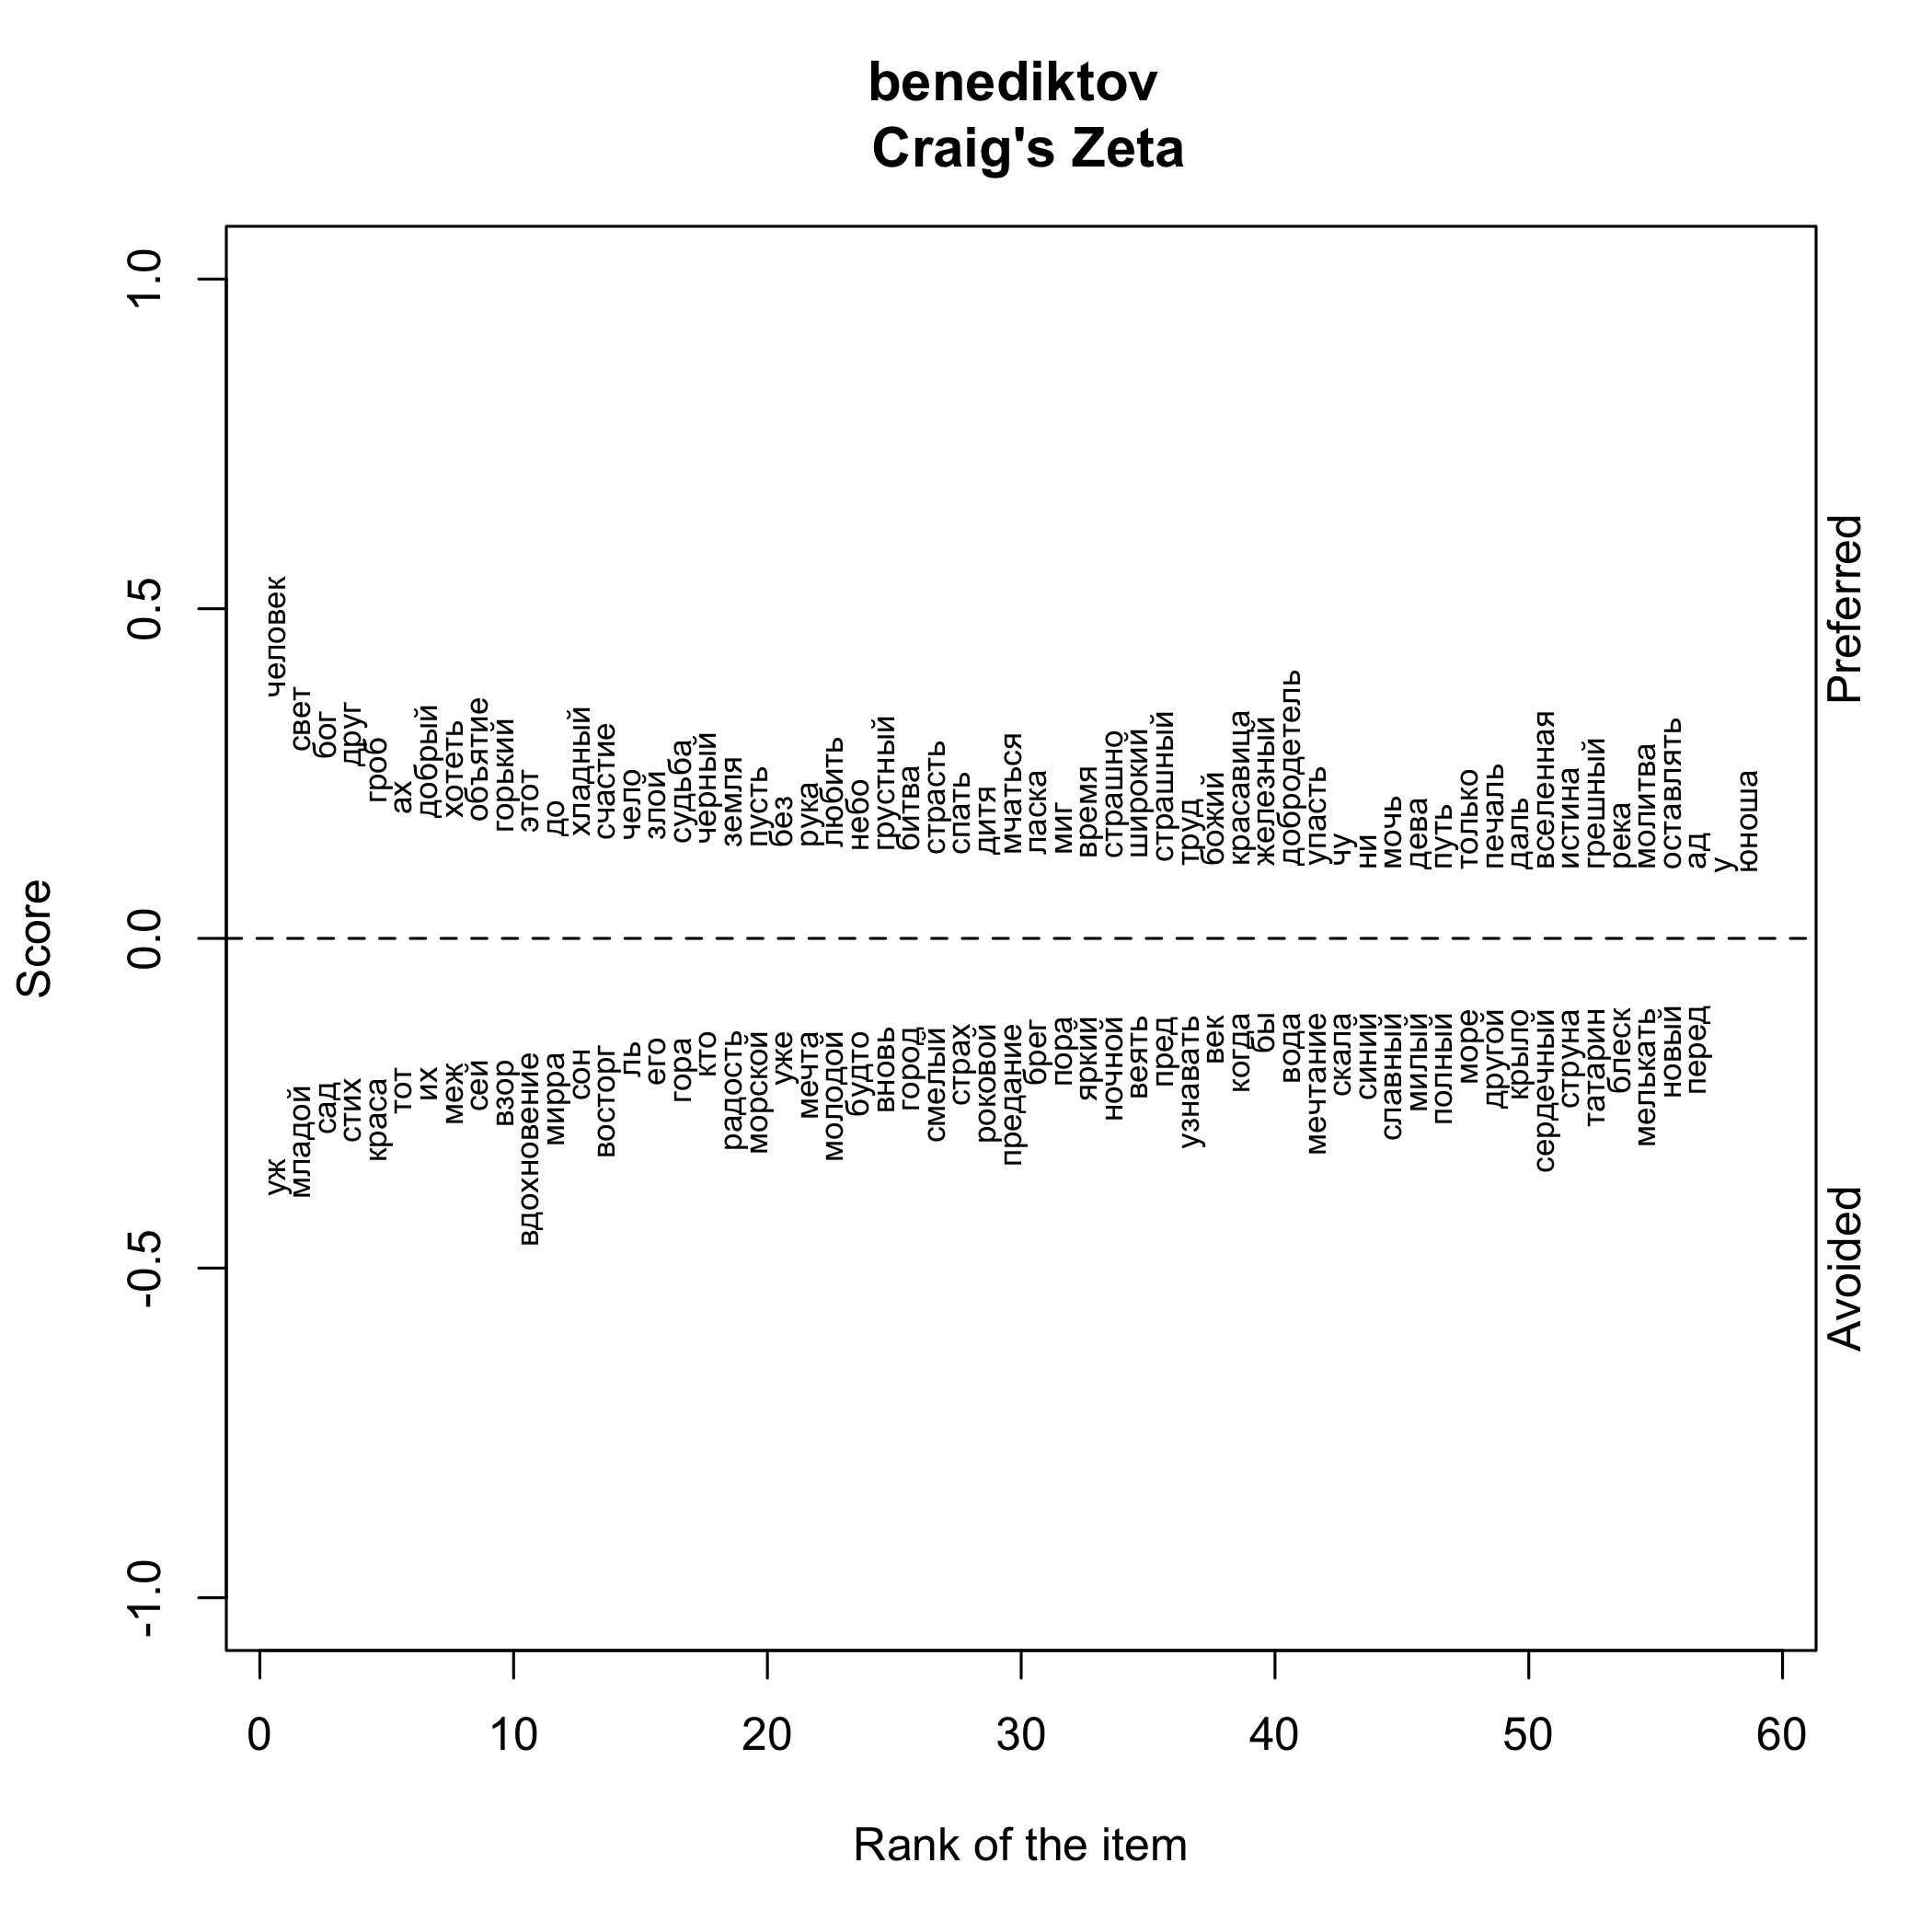 benediktov
Craig's Zeta
Score
1.0
0.5
0.0
-0.5
-1.0
Preferred
Avoided
человек
свет
бог
друг
гроб
ах
добрый
хотеть
объятие
горький
этот
до
хладный
счастие
чело
злой
судьба
черный
земля
пусть
без
рука
любить
небо
грустный
битва
страсть
спать
дитя
мчаться
ласка
миг
время
страшно
широкий
страшный
труд
божий
красавица
железный
добродетель
упасть
чу
ни
мочь
дева
путь
только
печаль
даль
вселенная
истина
грешный
река
молитва
оставлять
ад
у
юноша
уж
младой
сад
стих
краса
тот
их
меж
сей
взор
вдохновение
мирра
сон
восторг
ль
его
гора
кто
радость
морской
уже
мечта
молодой
будто
вновь
город
смелый
страх
роковой
предание
брег
пора
яркий
ночной
веять
пред
узнавать
век
когда
бы
вода
мечтание
скала
синий
славный
милый
полный
море
другой
крыло
сердечный
струна
татарин
блеск
мелькать
новый
перед
0 10 20 30 40 50 60
Rank of the item